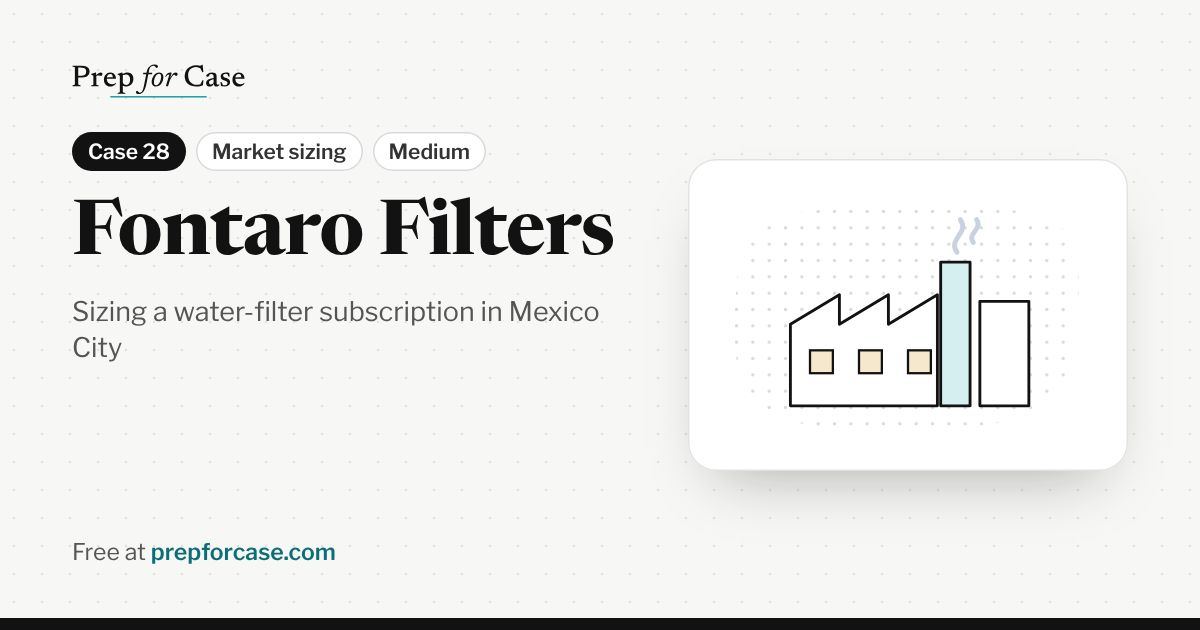 Prep for Case
Case 28
Market sizing
Medium
Fontaro Filters
Sizing a water-filter subscription in Mexico
City
Free at prepforcase.com